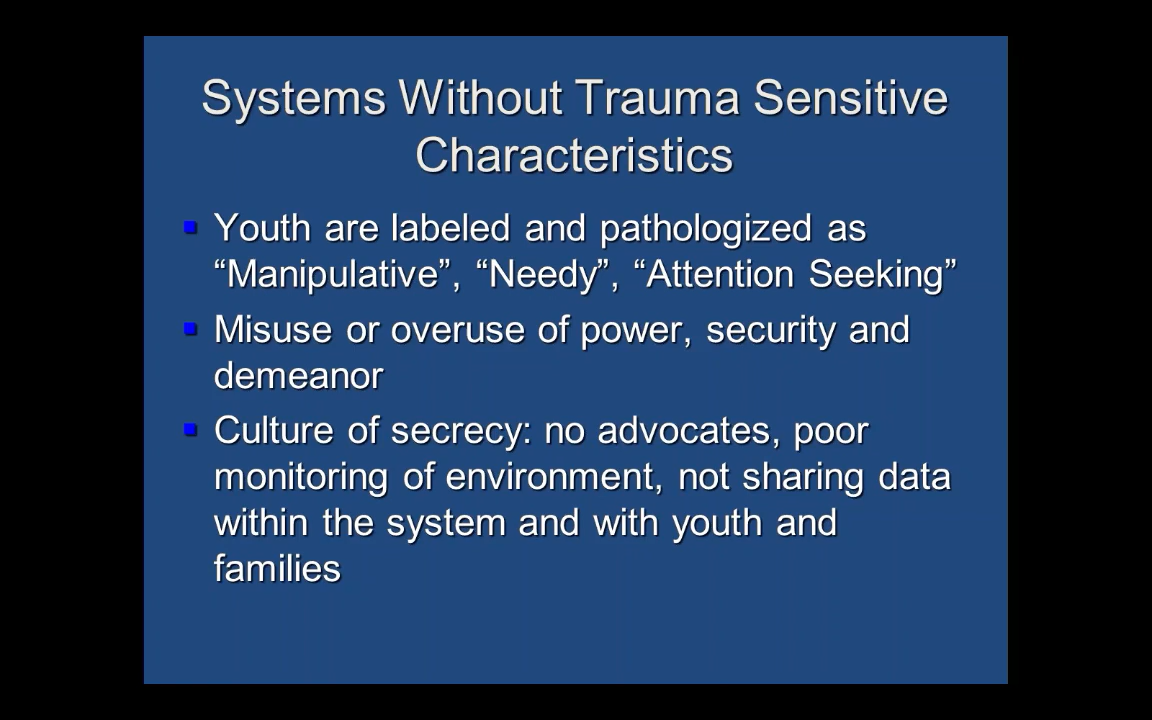 Systems Without Trauma Sensitive
Characteristics
Youth are labeled and pathologized as
“Manipulative”, “Needy”, “Attention Seeking”
Misuse or overuse of power, security and
demeanor
Culture of secrecy: no advocates, poor
monitoring of environment, not sharing data
within the system and with youth and
families